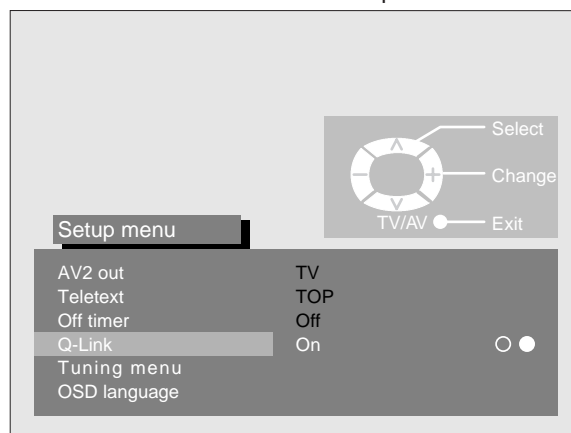 Select
Change
TV/AV Exit
Setup menu
AV2 out TV
Teletext TOP
Off timer Off
Q-Link On
Tuning menu
OSD language